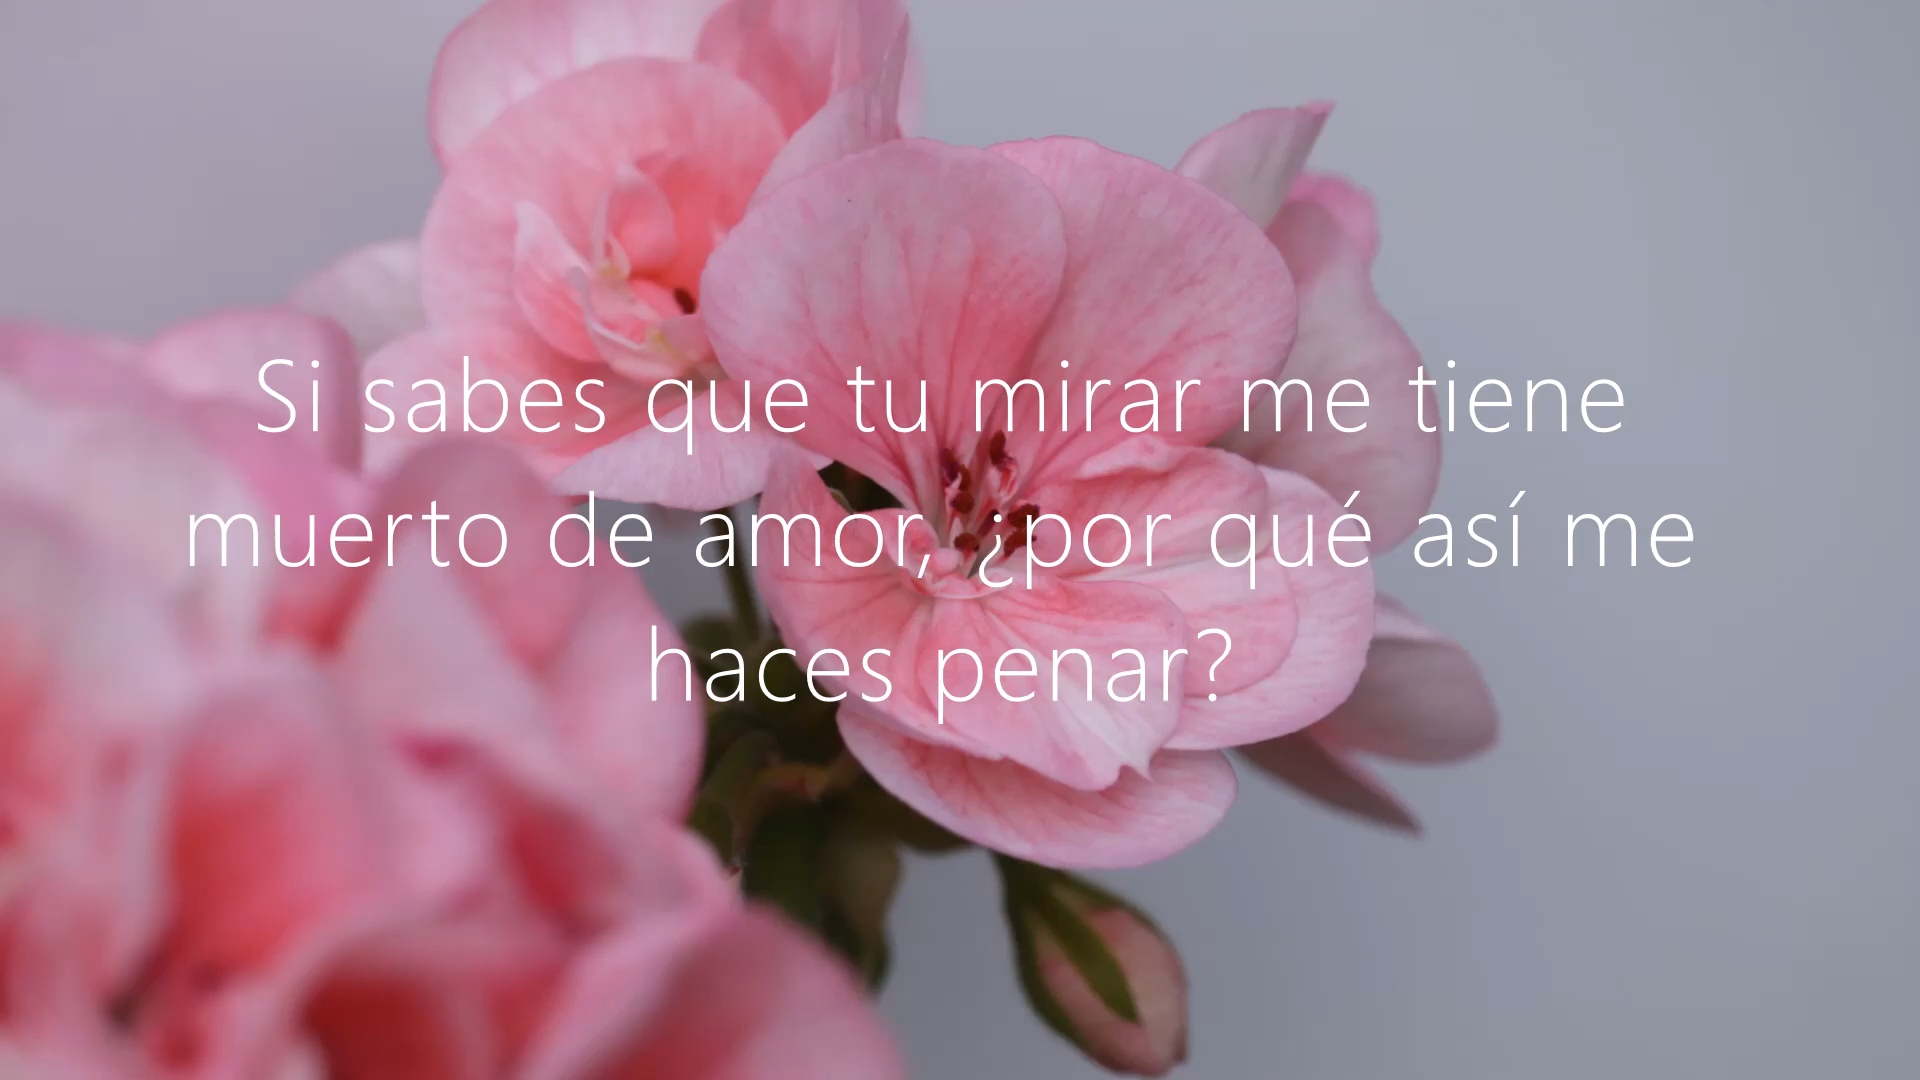 Si sabes que tu mirar me tiene
muerto de amor, ¿por qué así me
haces penar?